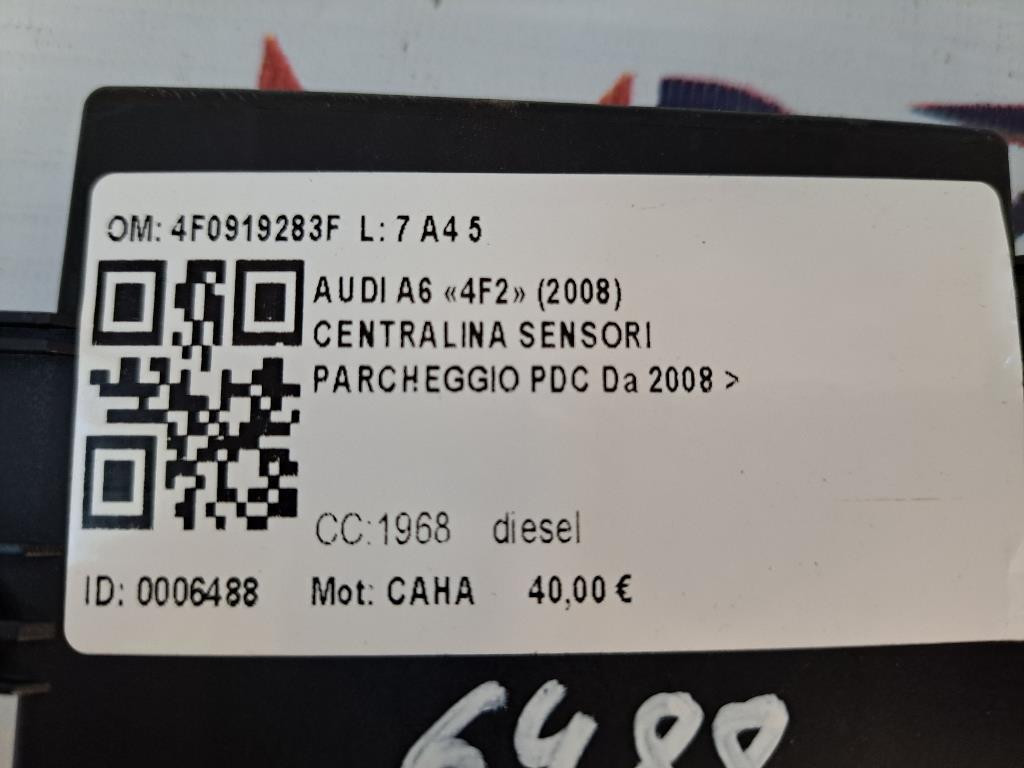 OM: 4F0919283F L: 7 A4 5
AUDI A6 «4F2» (2008)
CENTRALINA SENSORI
PARCHEGGIO PDC Da 2008 >
CC:1968 diesel
ID: 0006488 Mot: CAHA 40,00 €
6488